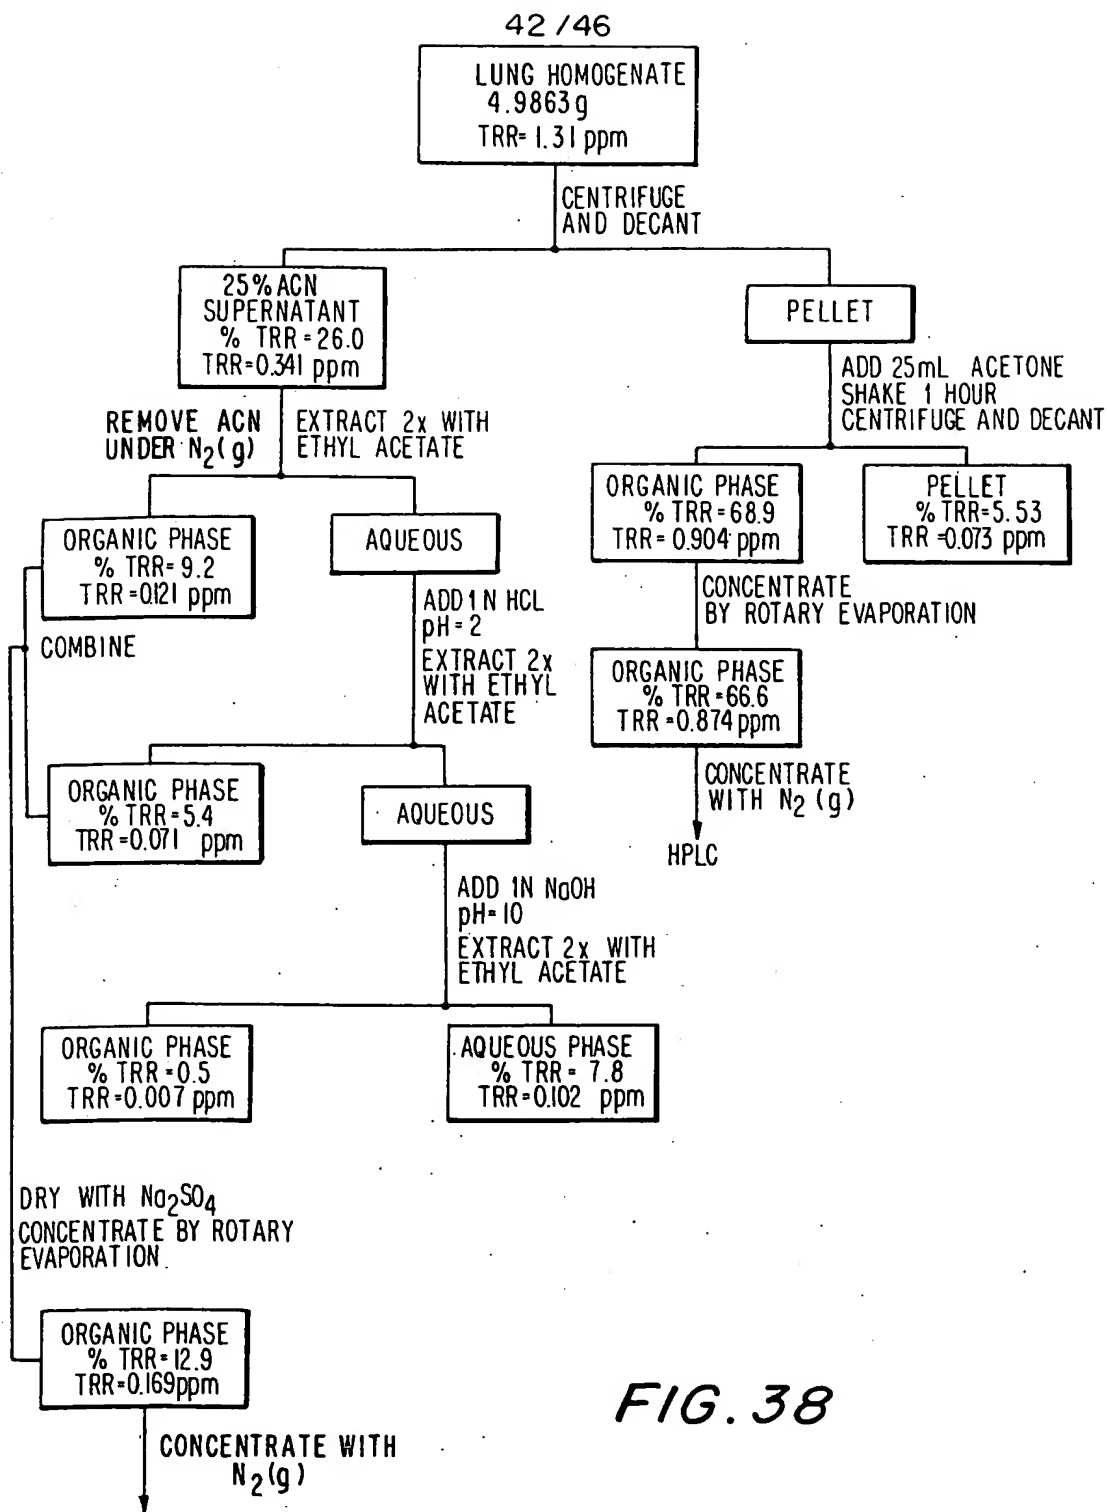 42/46
LUNG HOMOGENATE
4.9863g
TRR=1.31 ppm
CENTRIFUGE
AND DECANT
25% ACN
SUPERNATANT
% TRR=26.0
TRR=0.341 ppm
PELLET
ADD 25mL ACETONE
SHAKE 1 HOUR
CENTRIFUGE AND DECANT
REMOVE ACN
UNDER N₂(g)
EXTRACT 2x WITH
ETHYL ACETATE
ORGANIC PHASE
% TRR=68.9
TRR=0.904 ppm
PELLET
% TRR=5.53
TRR=0.073 ppm
ORGANIC PHASE
% TRR=9.2
TRR=0.121 ppm
AQUEOUS
CONCENTRATE
BY ROTARY EVAPORATION
COMBINE
ADD 1N HCL
pH=2
EXTRACT 2x
WITH ETHYL
ACETATE
ORGANIC PHASE
% TRR=66.6
TRR=0.874ppm
CONCENTRATE
WITH N₂ (g)
HPLC
ORGANIC PHASE
% TRR=5.4
TRR=0.071 ppm
AQUEOUS
ADD 1N NaOH
pH=10
EXTRACT 2x WITH
ETHYL ACETATE
ORGANIC PHASE
% TRR=0.5
TRR=0.007 ppm
AQUEOUS PHASE
% TRR= 7.8
TRR=0.102 ppm
DRY WITH Na₂SO₄
CONCENTRATE BY ROTARY
EVAPORATION
ORGANIC PHASE
% TRR=12.9
TRR=0.169ppm
CONCENTRATE WITH
N₂(g)
FIG. 38